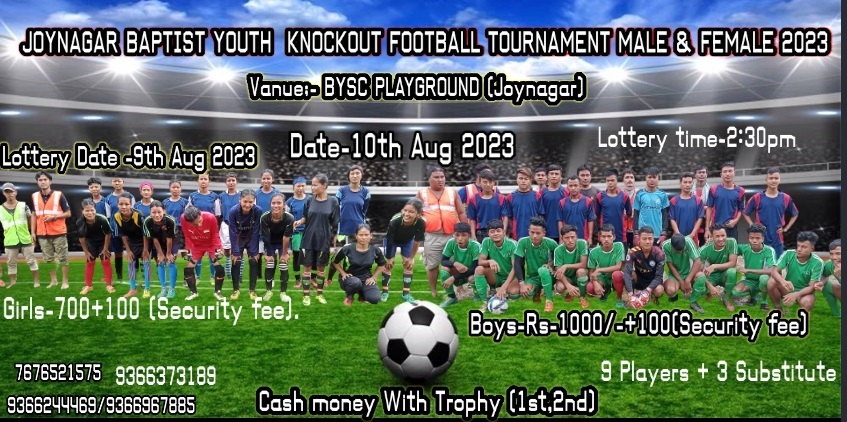 JOYNAGAR BAPTIST YOUTH KNOCKOUT FOOTBALL TOURNAMENT MALE & FEMALE 2023
Vanue:- BYSC PLAYGROUND (Joynagar)
Lottery Date -9th Aug 2023
Date-10th Aug 2023
Lottery time-2:30pm
Girls-700+100 (Security fee).
Boys-Rs-1000/-+100(Security fee)
7676521575 9366373189
9366244469/9366967885
9 Players + 3 Substitute
Cash money With Trophy (1st,2nd)